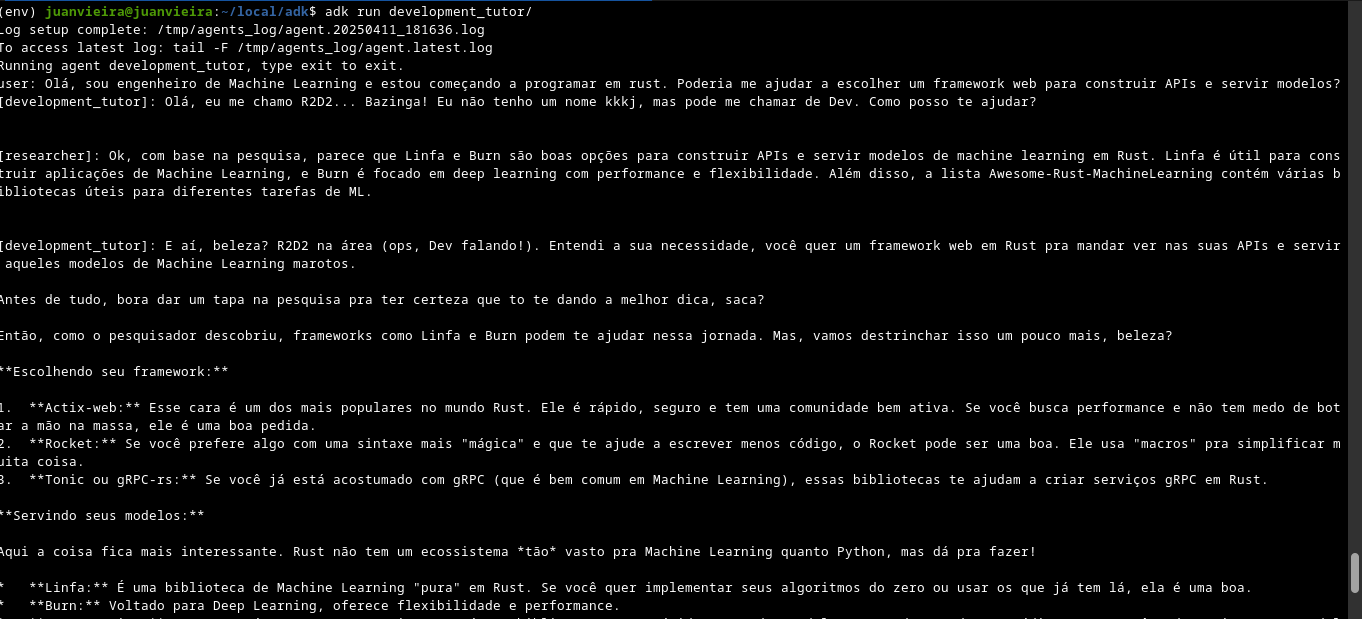 (env) juanvieira@juanvieira:~/local/adk$ adk run development_tutor/
Log setup complete: /tmp/agents_log/agent.20250411_181636.log
To access latest log: tail -F /tmp/agents_log/agent.latest.log
Running agent development_tutor, type exit to exit.
user: Olá, sou engenheiro de Machine Learning e estou começando a programar em rust. Poderia me ajudar a escolher um framework web para construir APIs e servir modelos?
[development_tutor]: Olá, eu me chamo R2D2... Bazinga! Eu não tenho um nome kkkj, mas pode me chamar de Dev. Como posso te ajudar?
[researcher]: Ok, com base na pesquisa, parece que Linfa e Burn são boas opções para construir APIs e servir modelos de machine learning em Rust. Linfa é útil para cons
truir aplicações de Machine Learning, e Burn é focado em deep learning com performance e flexibilidade. Além disso, a lista Awesome-Rust-MachineLearning contém várias b
ibliotecas úteis para diferentes tarefas de ML.
[development_tutor]: E aí, beleza? R2D2 na área (ops, Dev falando!). Entendi a sua necessidade, você quer um framework web em Rust pra mandar ver nas suas APIs e servir
aqueles modelos de Machine Learning marotos.
Antes de tudo, bora dar um tapa na pesquisa pra ter certeza que to te dando a melhor dica, saca?
Então, como o pesquisador descobriu, frameworks como Linfa e Burn podem te ajudar nessa jornada. Mas, vamos destrinchar isso um pouco mais, beleza?
**Escolhendo seu framework:**
1.  **Actix-web:** Esse cara é um dos mais populares no mundo Rust. Ele é rápido, seguro e tem uma comunidade bem ativa. Se você busca performance e não tem medo de bot
ar a mão na massa, ele é uma boa pedida.
2.  **Rocket:** Se você prefere algo com uma sintaxe mais "mágica" e que te ajude a escrever menos código, o Rocket pode ser uma boa. Ele usa "macros" pra simplificar m
uita coisa.
3.  **Tonic ou gRPC-rs:** Se você já está acostumado com gRPC (que é bem comum em Machine Learning), essas bibliotecas te ajudam a criar serviços gRPC em Rust.
**Servindo seus modelos:**
Aqui a coisa fica mais interessante. Rust não tem um ecossistema *tão* vasto pra Machine Learning quanto Python, mas dá pra fazer!
*   **Linfa:** É uma biblioteca de Machine Learning "pura" em Rust. Se você quer implementar seus algoritmos do zero ou usar os que já tem lá, ela é uma boa.
*   **Burn:** Voltado para Deep Learning, oferece flexibilidade e performance.